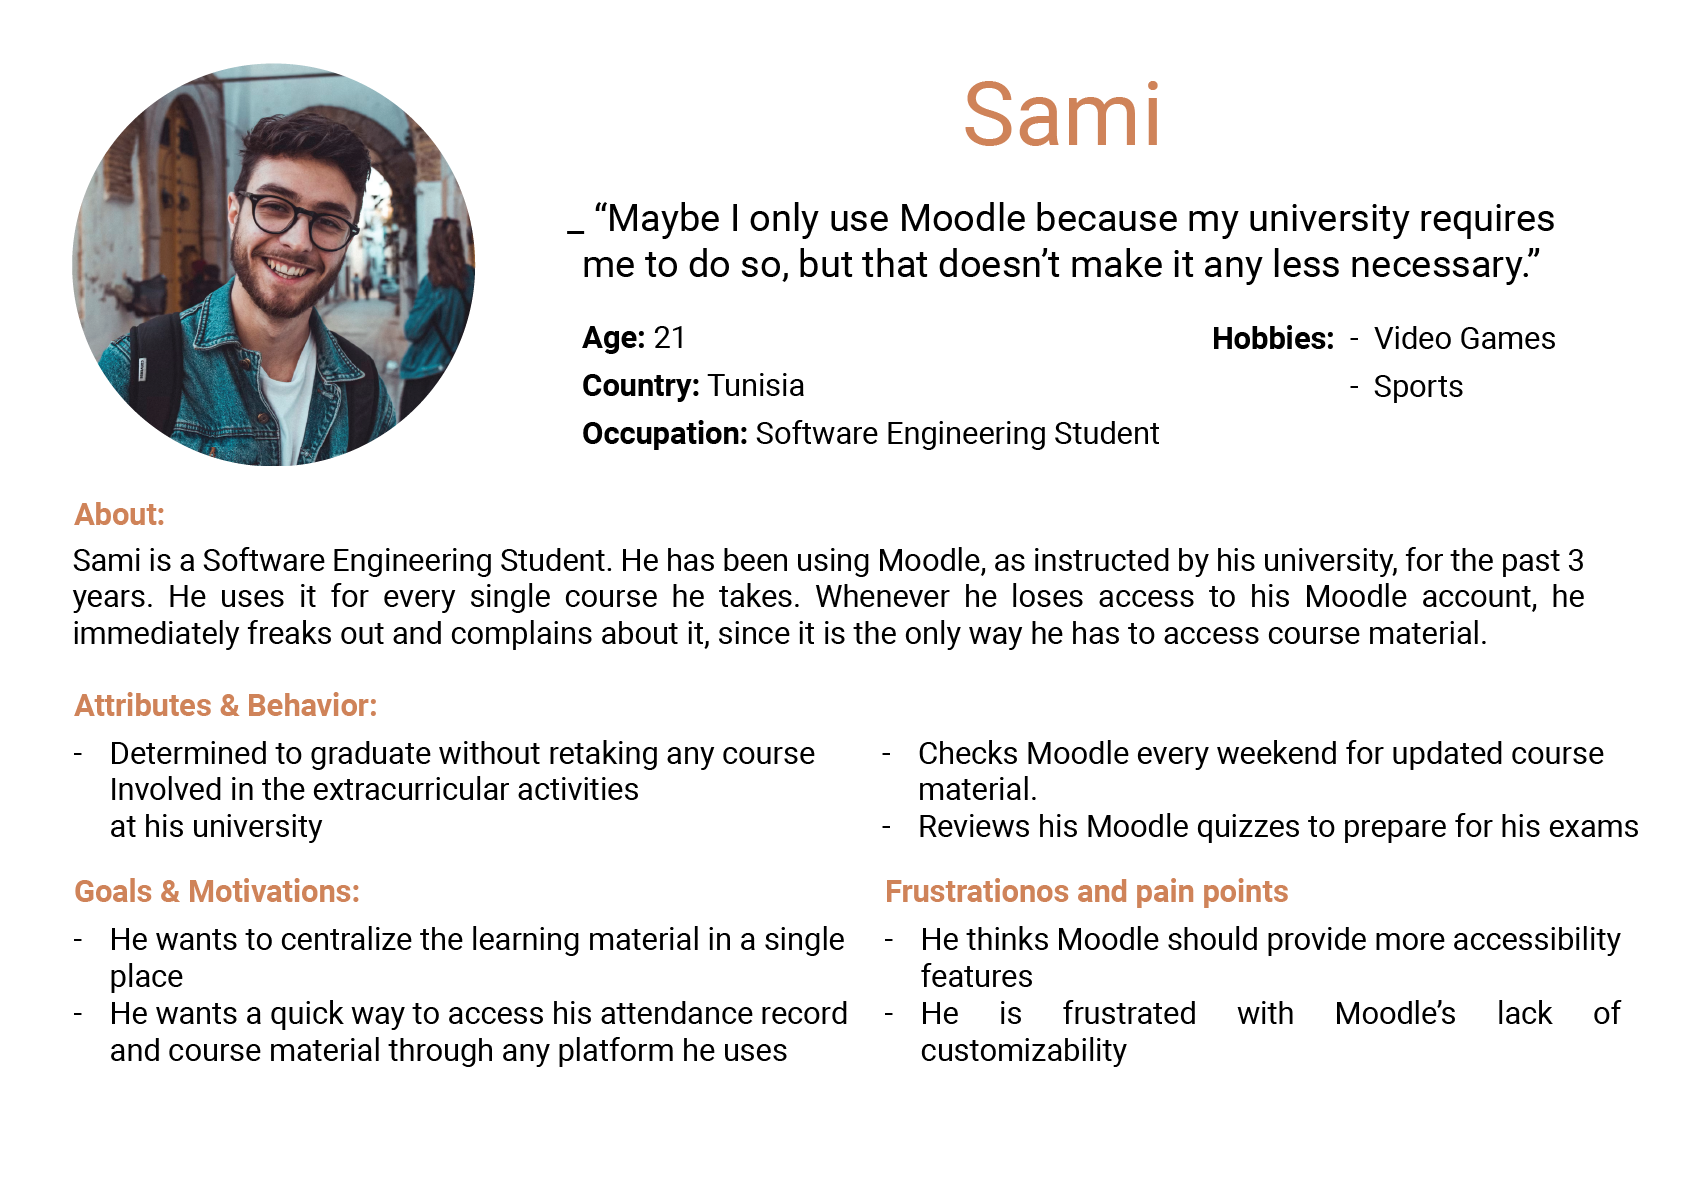 Sami
_ “Maybe I only use Moodle because my university requires
me to do so, but that doesn’t make it any less necessary.”
Age: 21
Country: Tunisia
Occupation: Software Engineering Student
Hobbies: - Video Games
- Sports
About:
Sami is a Software Engineering Student. He has been using Moodle, as instructed by his university, for the past 3
years. He uses it for every single course he takes. Whenever he loses access to his Moodle account, he
immediately freaks out and complains about it, since it is the only way he has to access course material.
Attributes & Behavior:
- Determined to graduate without retaking any course
Involved in the extracurricular activities
at his university
- Checks Moodle every weekend for updated course
material.
- Reviews his Moodle quizzes to prepare for his exams
Goals & Motivations:
- He wants to centralize the learning material in a single
place
- He wants a quick way to access his attendance record
and course material through any platform he uses
Frustrationos and pain points
- He thinks Moodle should provide more accessibility
features
- He is frustrated with Moodle’s lack of
customizability